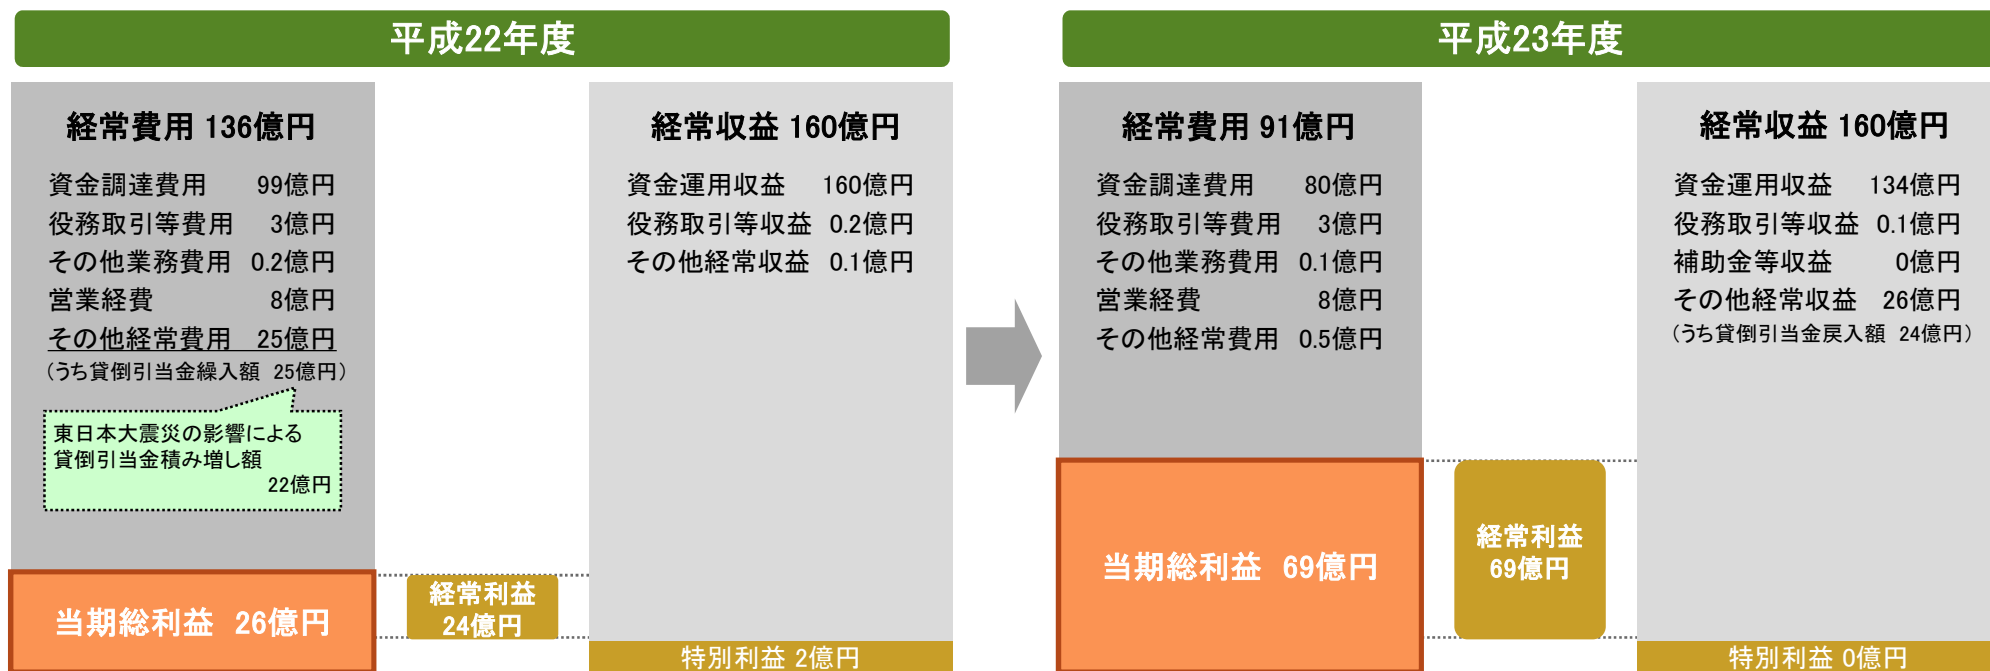 平成22年度
経常費用 136億円
資金調達費用 99億円
役務取引等費用 3億円
その他業務費用 0.2億円
営業経費 8億円
その他経常費用 25億円
（うち貸倒引当金繰入額 25億円）
東日本大震災の影響による
貸倒引当金積み増し額
22億円
当期総利益 26億円
経常利益
24億円
経常収益 160億円
資金運用収益 160億円
役務取引等収益 0.2億円
その他経常収益 0.1億円
特別利益 2億円
平成23年度
経常費用 91億円
資金調達費用 80億円
役務取引等費用 3億円
その他業務費用 0.1億円
営業経費 8億円
その他経常費用 0.5億円
当期総利益 69億円
経常利益
69億円
経常収益 160億円
資金運用収益 134億円
役務取引等収益 0.1億円
補助金等収益 0億円
その他経常収益 26億円
（うち貸倒引当金戻入額 24億円）
特別利益 0億円